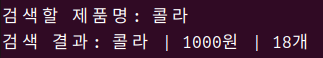 검색할 제품명: 콜라
검색 결과: 콜라 | 1000원 | 18개